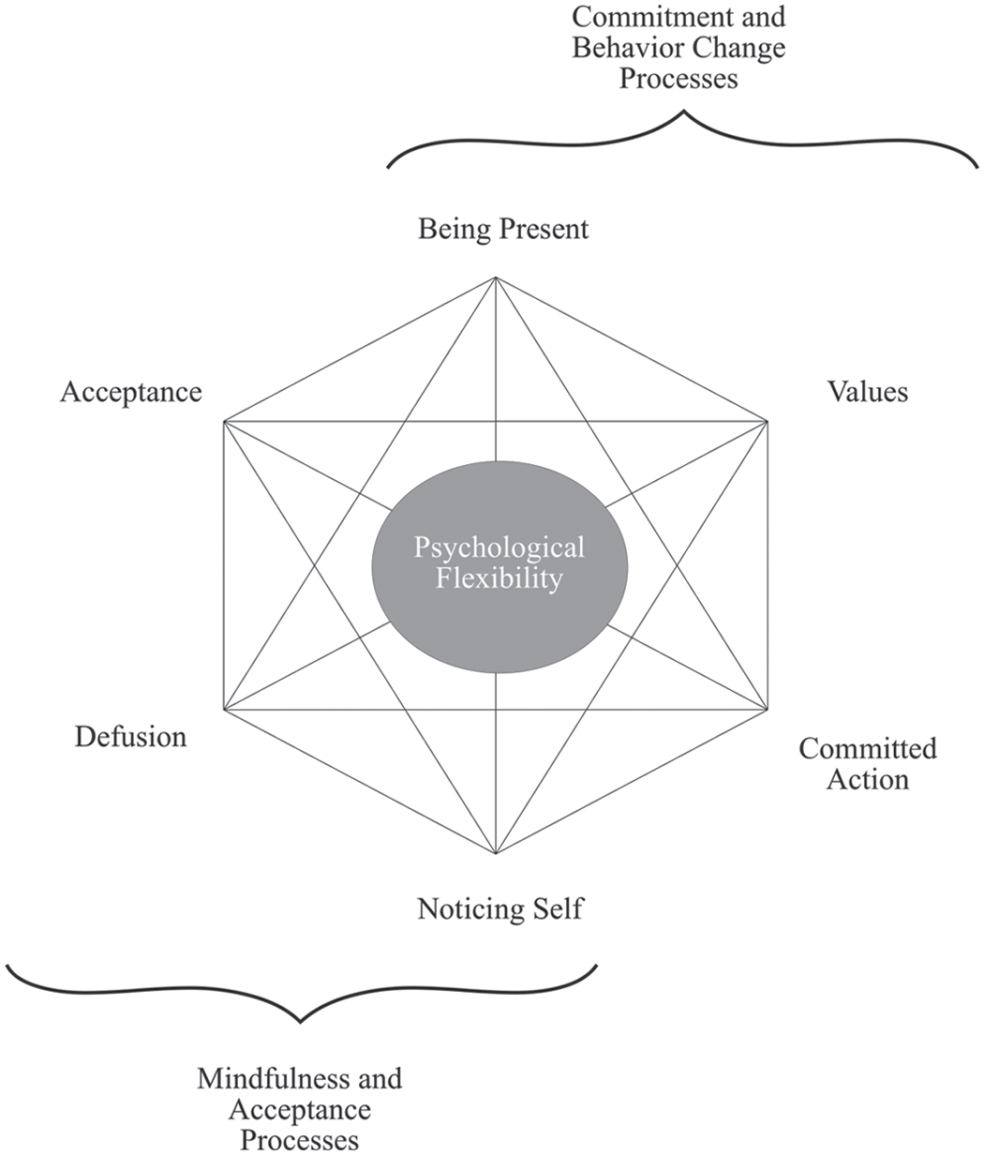 Commitment and
Behavior Change
Processes
Being Present
Acceptance
Values
Psychological
Flexibility
Defusion
Committed
Action
Noticing Self
Mindfulness and
Acceptance
Processes